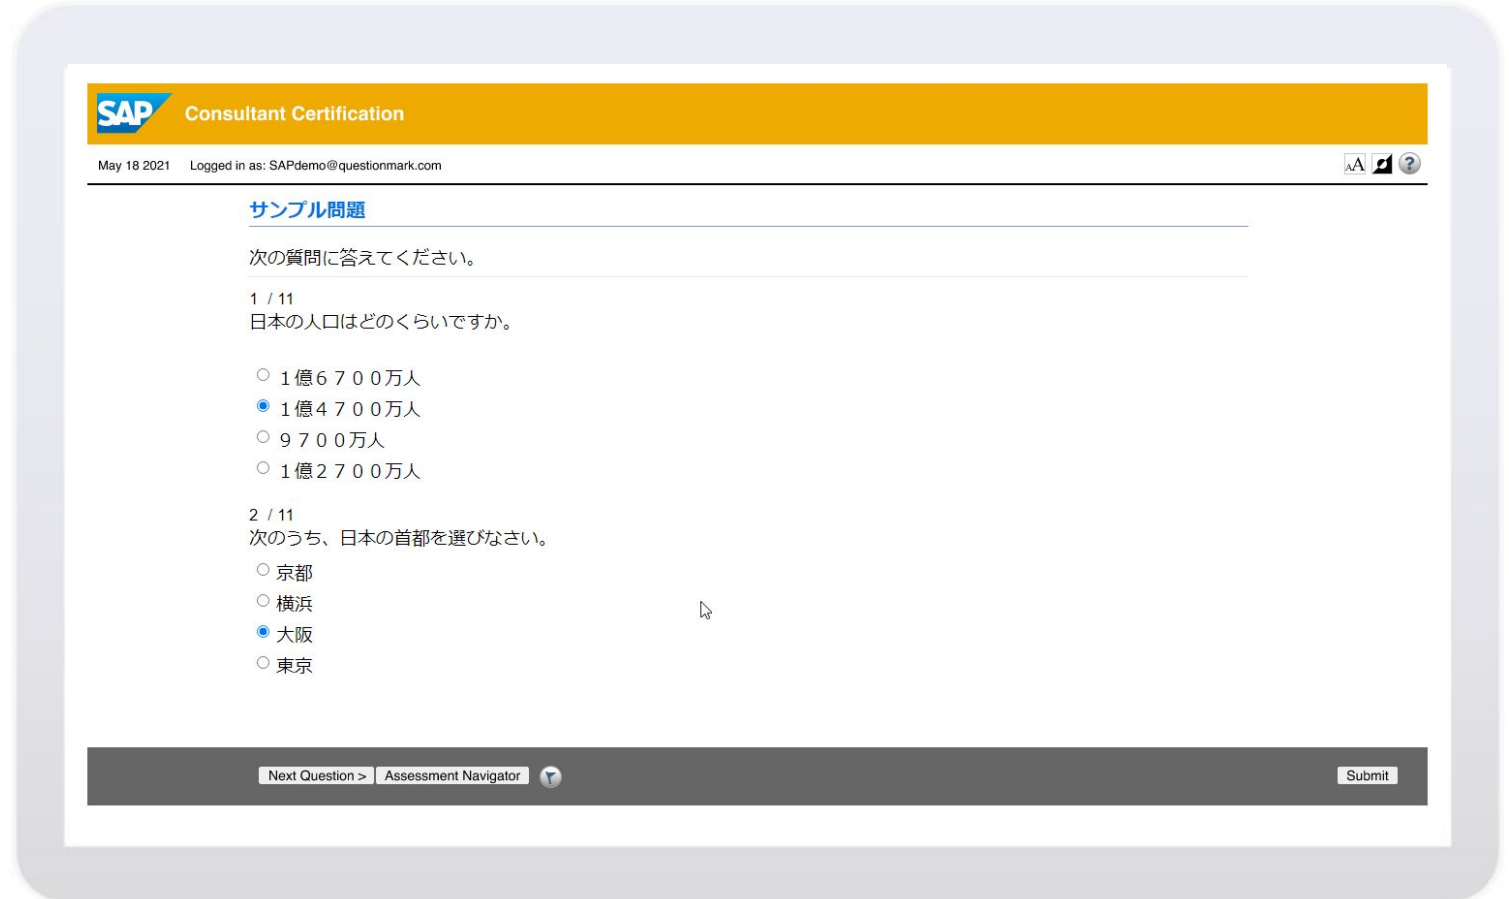 SAP Consultant Certification
May 18 2021 Logged in as: SAPdemo@questionmark.com AA ?
サンプル問題
次の質問に答えてください。
1 / 11
日本の人口はどのくらいですか。
１億６７００万人
１億４７００万人
９７００万人
１億２７００万人
2 / 11
次のうち、日本の首都を選びなさい。
京都
横浜
大阪
東京
Next Question > Assessment Navigator Submit